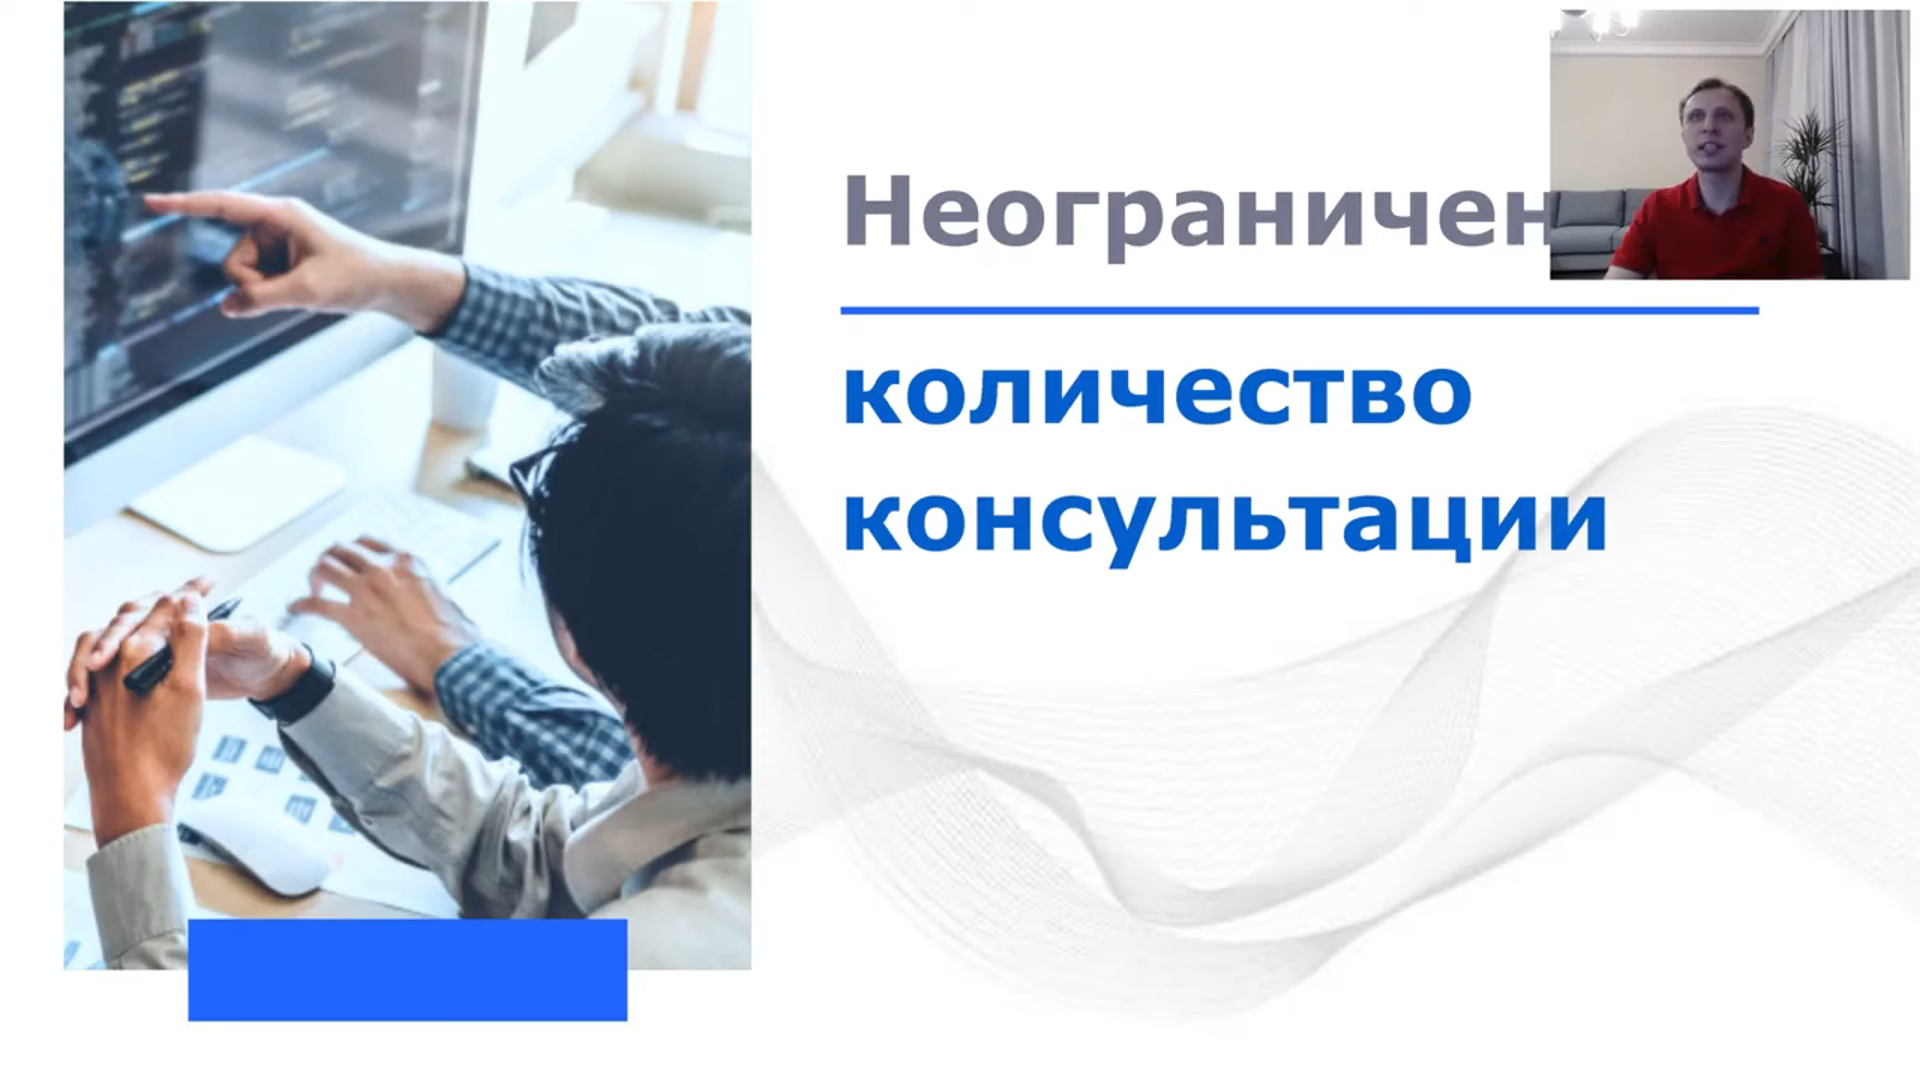 Неограничен
количество
консультации